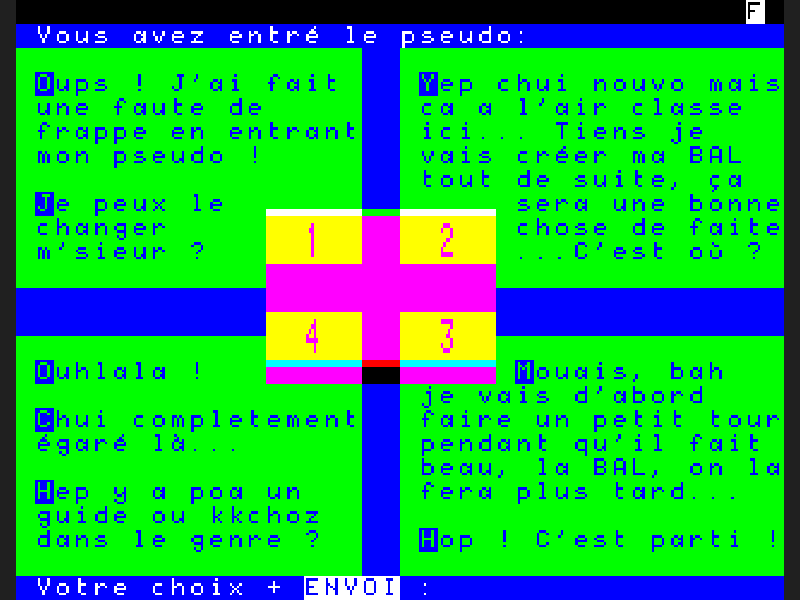 F
Vous avez entré le pseudo:
Oups ! J'ai fait
une faute de
frappe en entrant
mon pseudo !
Je peux le
changer
m'sieur ?
1
Yep chui nouvo mais
ca a l'air classe
ici... Tiens je
vais créer ma BAL
tout de suite, ça
sera une bonne
chose de faite
...C'est où ?
2
4
Ouhlala !
Chui completement
égaré là...
Hep y a poa un
guide ou kkchoz
dans le genre ?
3
Mouais, bah
je vais d'abord
faire un petit tour
pendant qu'il fait
beau, la BAL, on la
fera plus tard...
Hop ! C'est parti !
Votre choix + ENVOI :